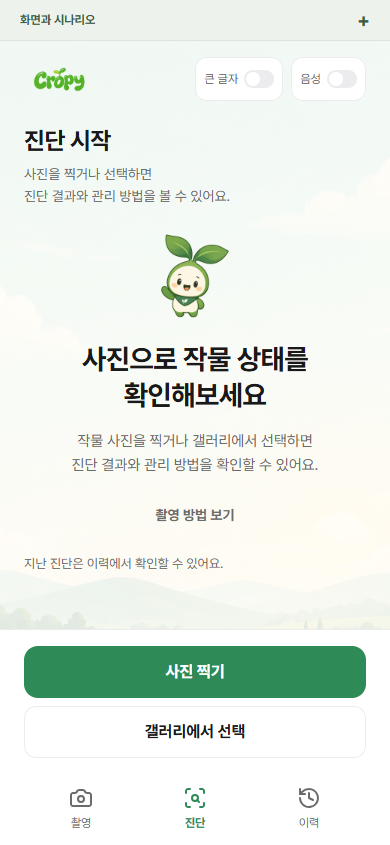 화면과 시나리오
+
Cropy
큰 글자
음성
진단 시작
사진을 찍거나 선택하면
진단 결과와 관리 방법을 볼 수 있어요.
사진으로 작물 상태를
확인해보세요
작물 사진을 찍거나 갤러리에서 선택하면
진단 결과와 관리 방법을 확인할 수 있어요.
촬영 방법 보기
지난 진단은 이력에서 확인할 수 있어요.
사진 찍기
갤러리에서 선택
촬영
진단
이력